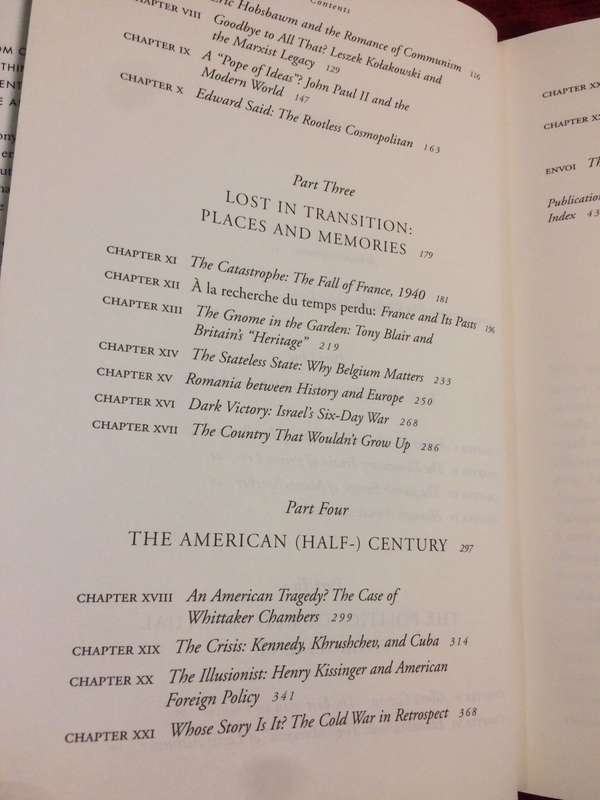 Contents
Eric Hobsbawm and the Romance of Communism 116
CHAPTER VIII Goodbye to All That? Leszek Kołakowski and
the Marxist Legacy 129
CHAPTER IX A “Pope of Ideas”? John Paul II and the
Modern World 147
CHAPTER X Edward Said: The Rootless Cosmopolitan 163
Part Three
LOST IN TRANSITION:
PLACES AND MEMORIES 179
CHAPTER XI The Catastrophe: The Fall of France, 1940 181
CHAPTER XII À la recherche du temps perdu: France and Its Pasts 196
CHAPTER XIII The Gnome in the Garden: Tony Blair and
Britain’s “Heritage” 219
CHAPTER XIV The Stateless State: Why Belgium Matters 233
CHAPTER XV Romania between History and Europe 250
CHAPTER XVI Dark Victory: Israel’s Six-Day War 268
CHAPTER XVII The Country That Wouldn’t Grow Up 286
Part Four
THE AMERICAN (HALF-) CENTURY 297
CHAPTER XVIII An American Tragedy? The Case of
Whittaker Chambers 299
CHAPTER XIX The Crisis: Kennedy, Khrushchev, and Cuba 314
CHAPTER XX The Illusionist: Henry Kissinger and American
Foreign Policy 341
CHAPTER XXI Whose Story Is It? The Cold War in Retrospect 368
CHAPTER
CHAPTER
ENVOI
Index